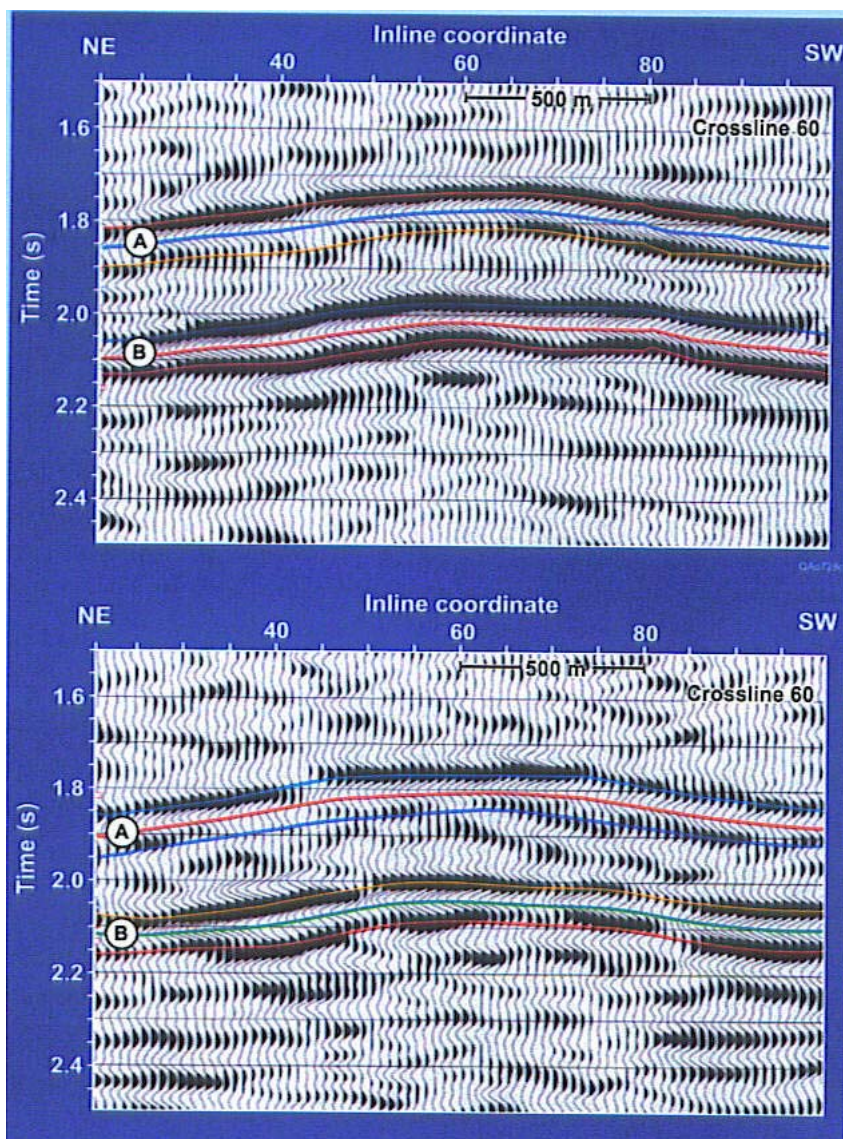 Inline coordinate
NE
40
60
80
SW
500 m
Crossline 60
1.6
1.8
A
2.0
B
2.2
2.4
Time (s)
Inline coordinate
NE
40
60
80
SW
500 m
Crossline 60
1.6
1.8
A
2.0
B
2.2
2.4
Time (s)